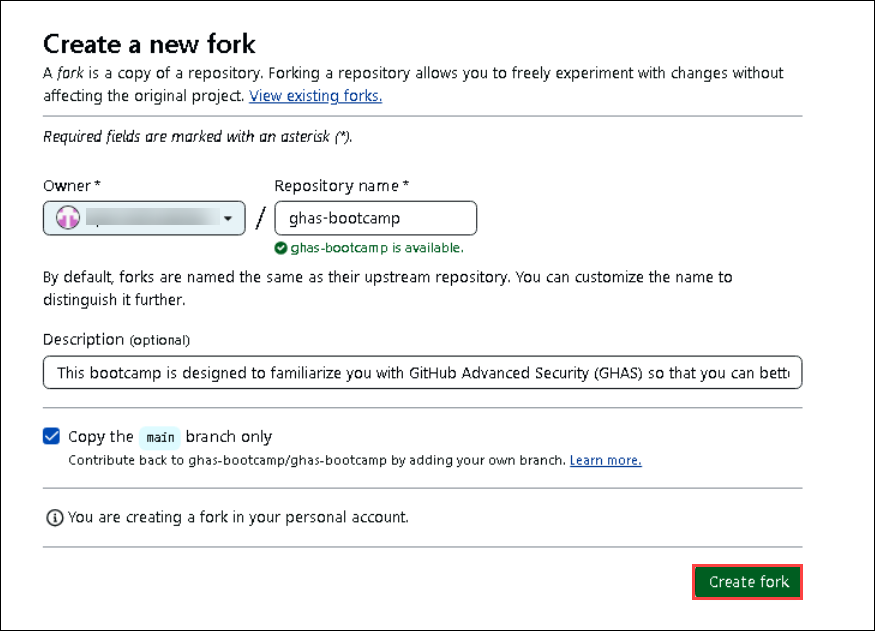 Create a new fork
A fork is a copy of a repository. Forking a repository allows you to freely experiment with changes without
affecting the original project. View existing forks.
Required fields are marked with an asterisk (*).
Owner *
Repository name *
/
ghas-bootcamp
ghas-bootcamp is available.
By default, forks are named the same as their upstream repository. You can customize the name to
distinguish it further.
Description (optional)
This bootcamp is designed to familiarize you with GitHub Advanced Security (GHAS) so that you can bett
Copy the main branch only
Contribute back to ghas-bootcamp/ghas-bootcamp by adding your own branch. Learn more.
You are creating a fork in your personal account.
Create fork